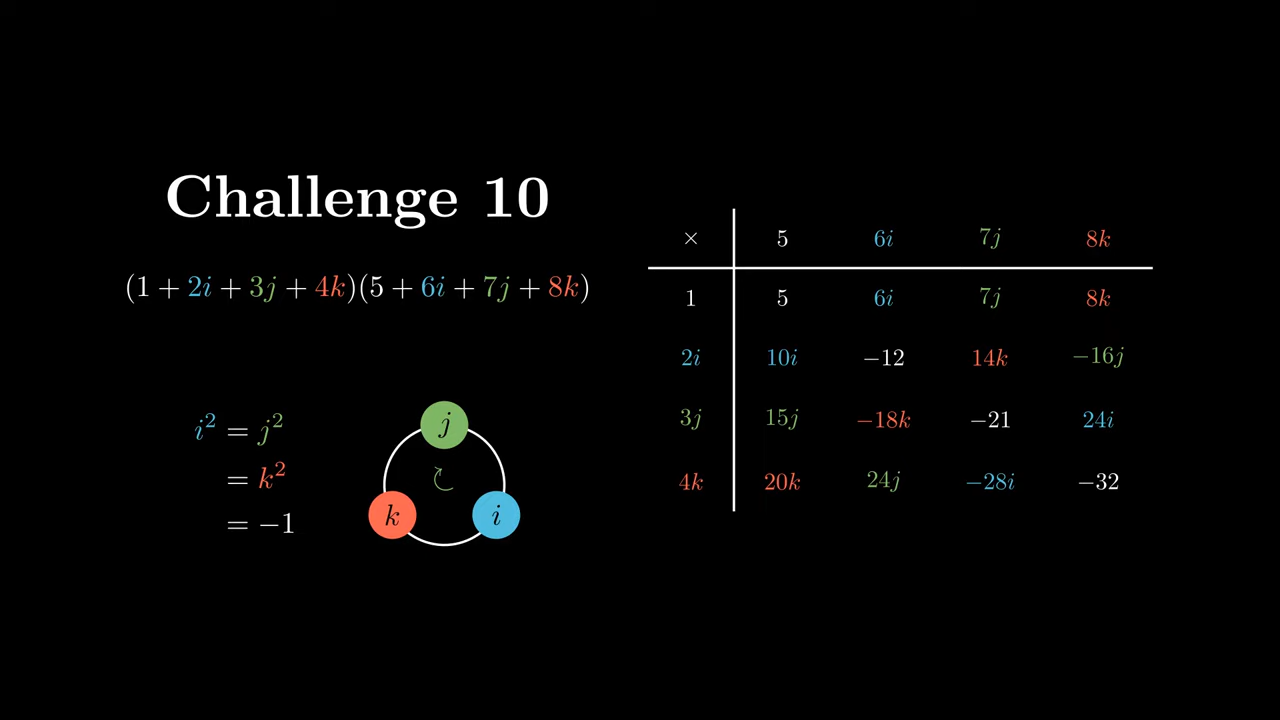 Challenge 10
(1 + 2i + 3j + 4k)(5 + 6i + 7j + 8k)
i² = j²
= k²
= −1
j
k
i
× 5 6i 7j 8k
1 5 6i 7j 8k
2i 10i −12 14k −16j
3j 15j −18k −21 24i
4k 20k 24j −28i −32